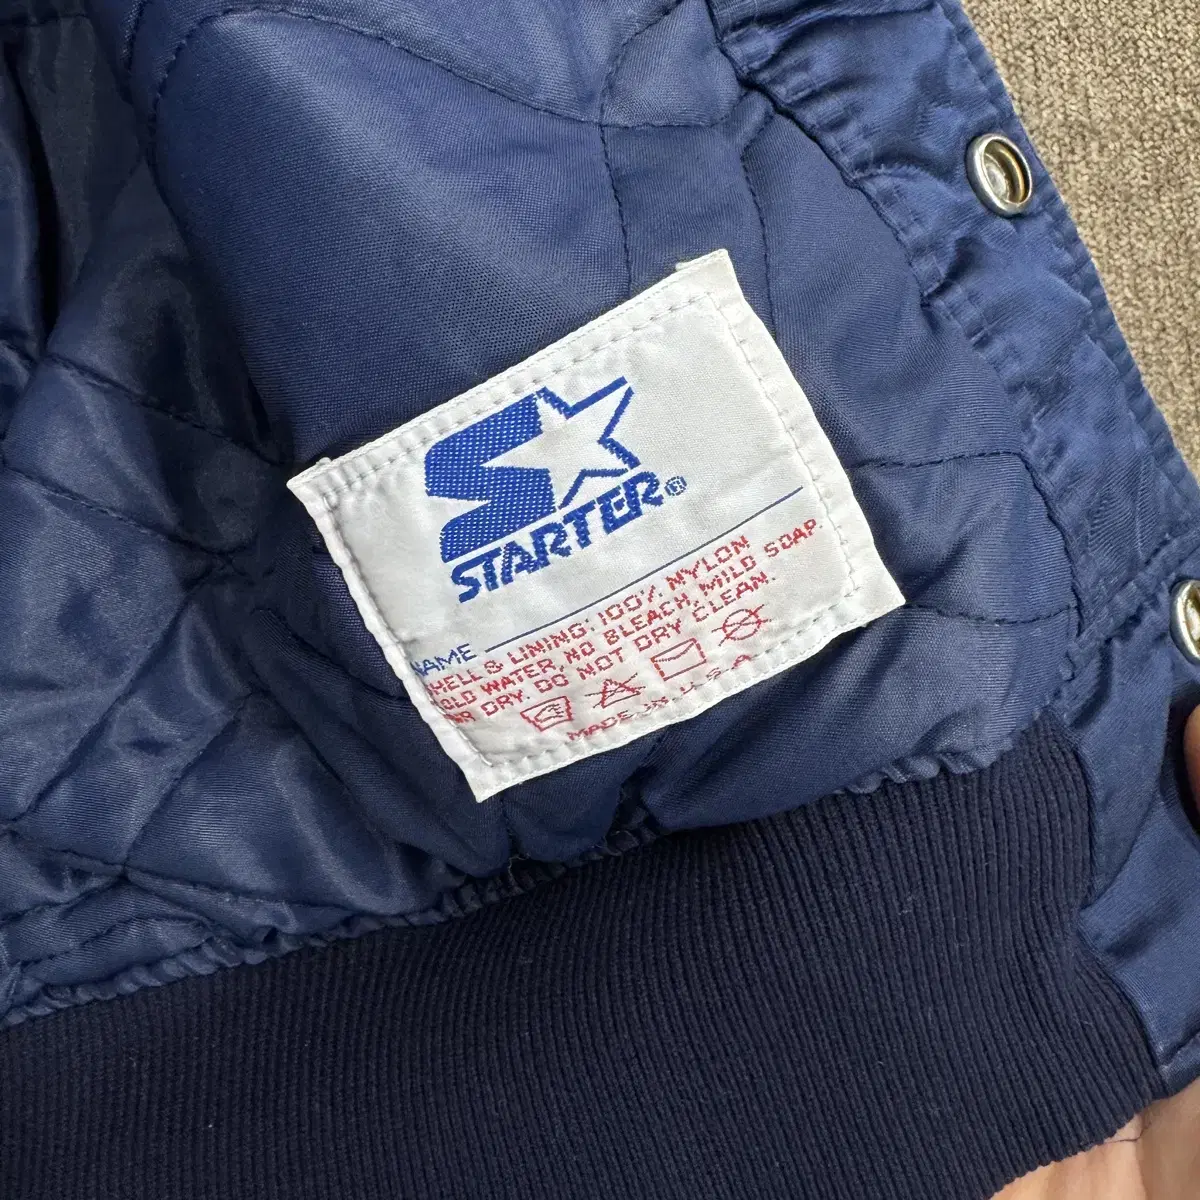 STARTER®
NAME
SHELL & LINING: 100% NYLON
COLD WATER, NO BLEACH, MILD SOAP.
AIR DRY. DO NOT DRY CLEAN.
MADE IN U.S.A